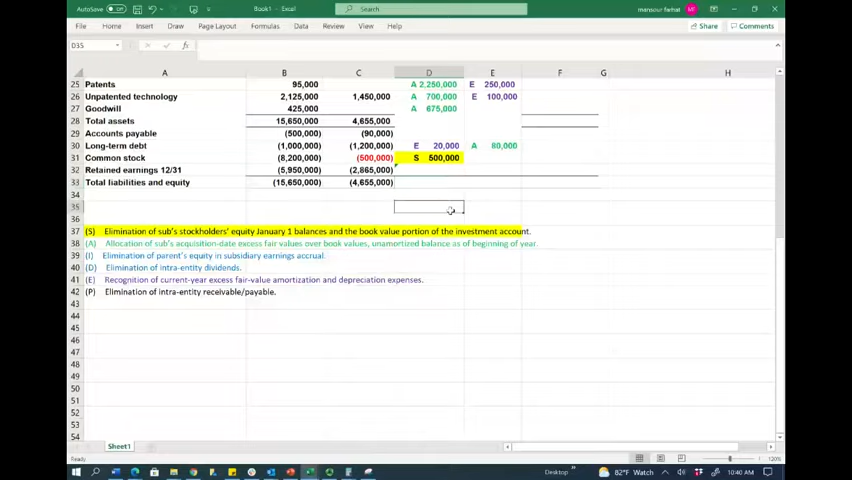 AutoSave Off Book1 - Excel Search mansour farhat MF
File Home Insert Draw Page Layout Formulas Data Review View Help Share Comments
D35 fx
A B C D E F G H
25 Patents 95,000 A 2,250,000 E 250,000
26 Unpatented technology 2,125,000 1,450,000 A 700,000 E 100,000
27 Goodwill 425,000 A 675,000
28 Total assets 15,650,000 4,655,000
29 Accounts payable (500,000) (90,000)
30 Long-term debt (1,000,000) (1,200,000) E 20,000 A 80,000
31 Common stock (8,200,000) (500,000) S 500,000
32 Retained earnings 12/31 (5,950,000) (2,865,000)
33 Total liabilities and equity (15,650,000) (4,655,000)
34
35
36
37 (S) Elimination of sub's stockholders' equity January 1 balances and the book value portion of the investment account.
38 (A) Allocation of sub's acquisition-date excess fair values over book values, unamortized balance as of beginning of year.
39 (I) Elimination of parent's equity in subsidiary earnings accrual.
40 (D) Elimination of intra-entity dividends.
41 (E) Recognition of current-year excess fair-value amortization and depreciation expenses.
42 (P) Elimination of intra-entity receivable/payable.
43
44
45
46
47
48
49
50
51
52
53
54
Sheet1
Ready 120%
Desktop 82°F Watch 10:40 AM